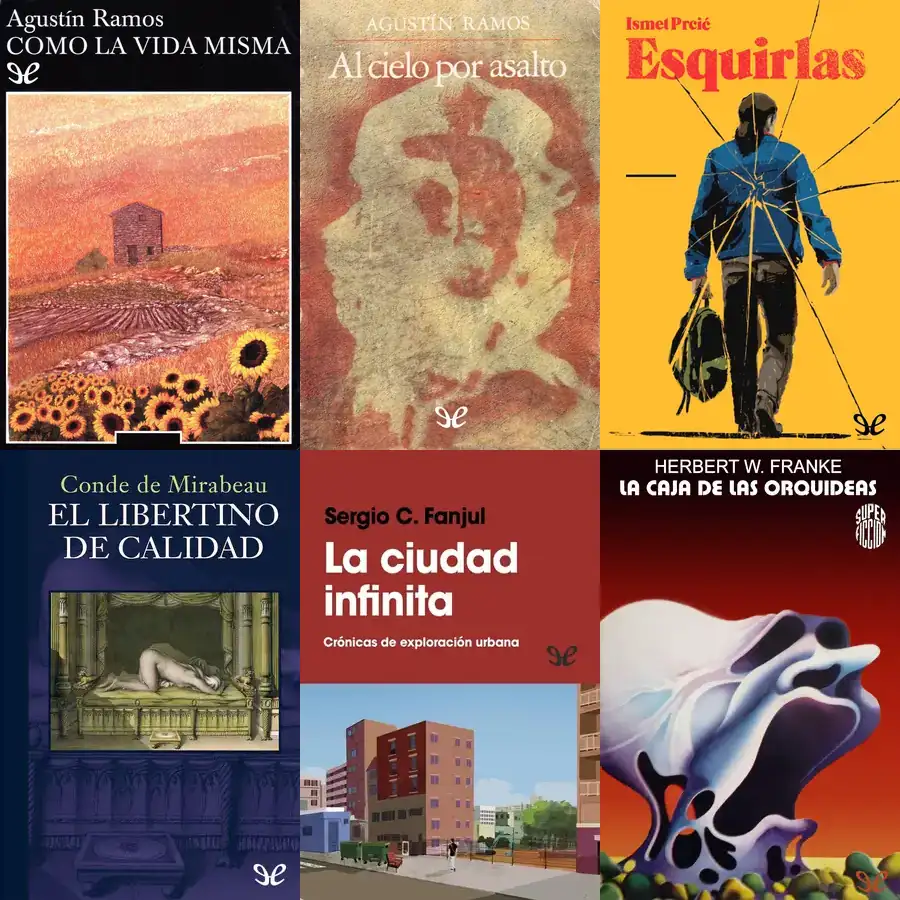 Agustín Ramos
COMO LA VIDA MISMA
AGUSTÍN RAMOS
Al cielo por asalto
Ismet Prcić
Esquirlas
Conde de Mirabeau
EL LIBERTINO
DE CALIDAD
Sergio C. Fanjul
La ciudad
infinita
Crónicas de exploración urbana
HERBERT W. FRANKE
LA CAJA DE LAS ORQUIDEAS
SUPER
FICCION